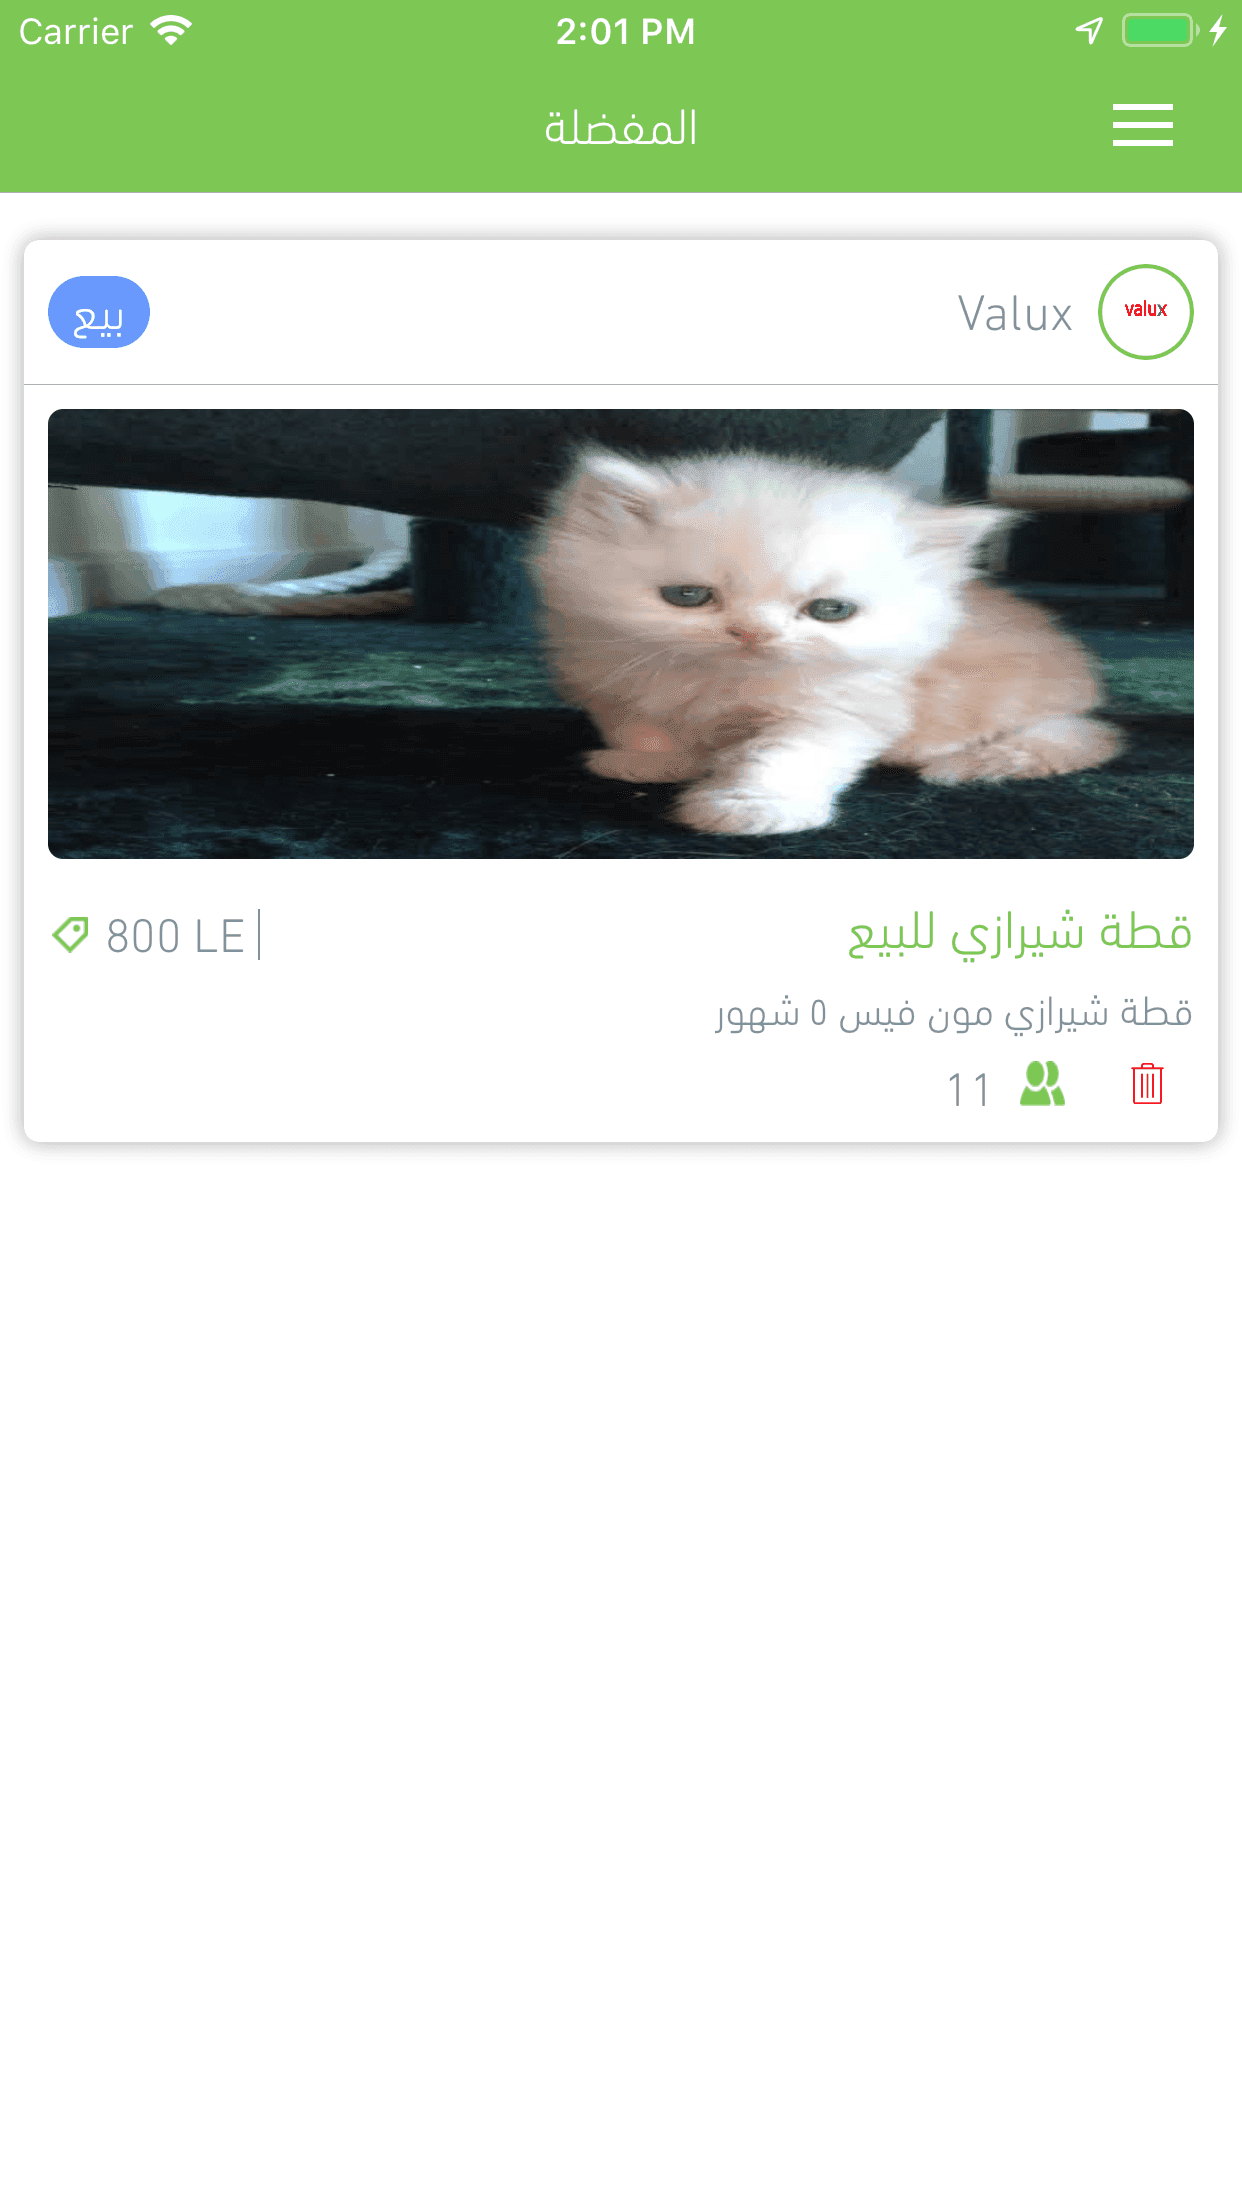 Carrier 2:01 PM
المفضلة
valux Valux بيع
قطة شيرازي للبيع 800 LE
قطة شيرازي مون فيس ٥ شهور
11